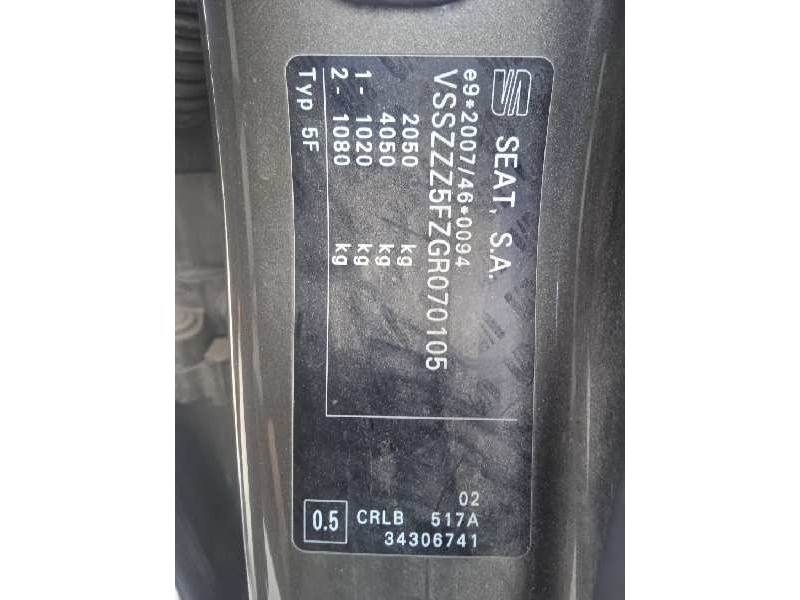 SEAT, S.A.
e9*2007/46*0094
VSSZZZ5FZGR070105
2050 kg
4050 kg
1- 1020 kg
2- 1080 kg
Typ 5F
02
0.5 CRLB 517A
34306741